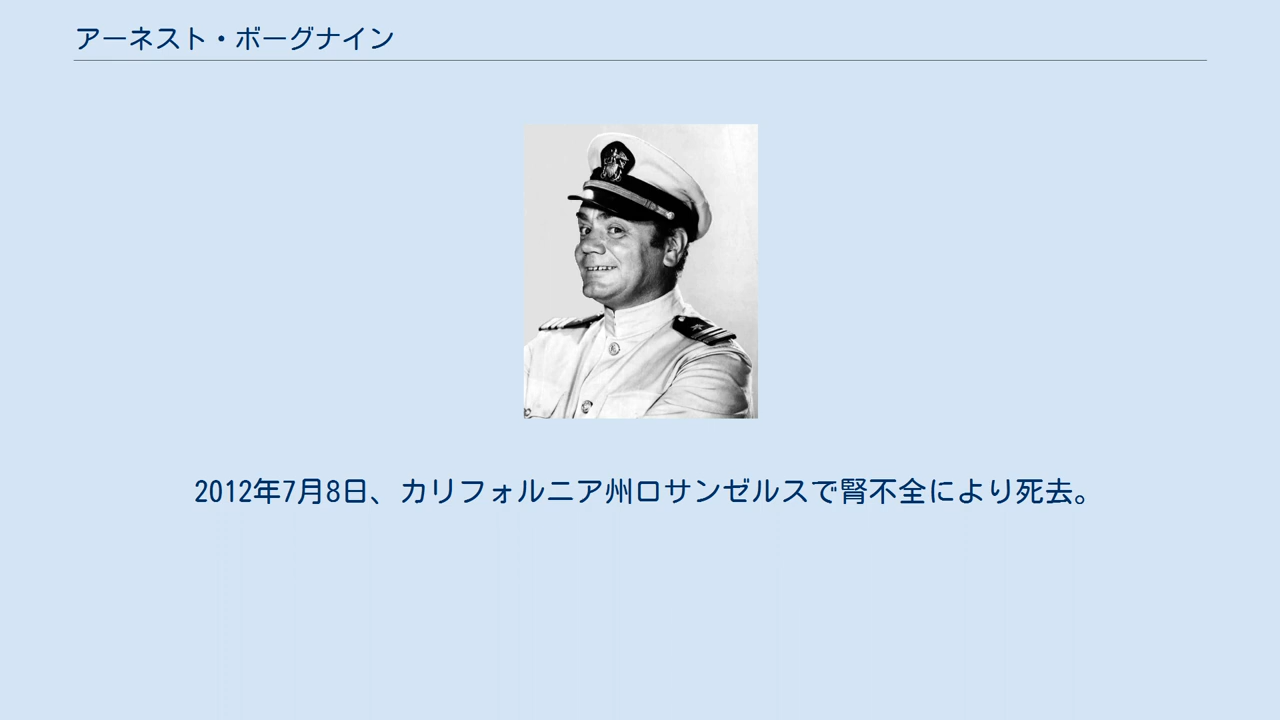 アーネスト・ボーグナイン
2012年7月8日、カリフォルニア州ロサンゼルスで腎不全により死去。